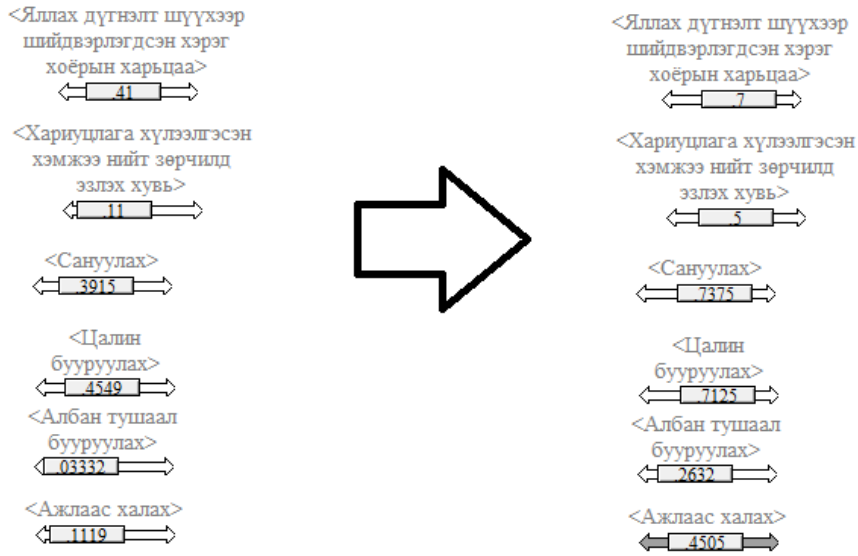 <Яллах дүгнэлт шүүхээр
шийдвэрлэгдсэн хэрэг
хоёрын харьцаа>
.41
<Хариуцлага хүлээлгэсэн
хэмжээ нийт зөрчилд
эзлэх хувь>
.11
<Сануулах>
.3915
<Цалин
бууруулах>
.4549
<Албан тушаал
бууруулах>
.03332
<Ажлаас халах>
.1119
<Яллах дүгнэлт шүүхээр
шийдвэрлэгдсэн хэрэг
хоёрын харьцаа>
.7
<Хариуцлага хүлээлгэсэн
хэмжээ нийт зөрчилд
эзлэх хувь>
.5
<Сануулах>
.7375
<Цалин
бууруулах>
.7125
<Албан тушаал
бууруулах>
.2632
<Ажлаас халах>
.4505